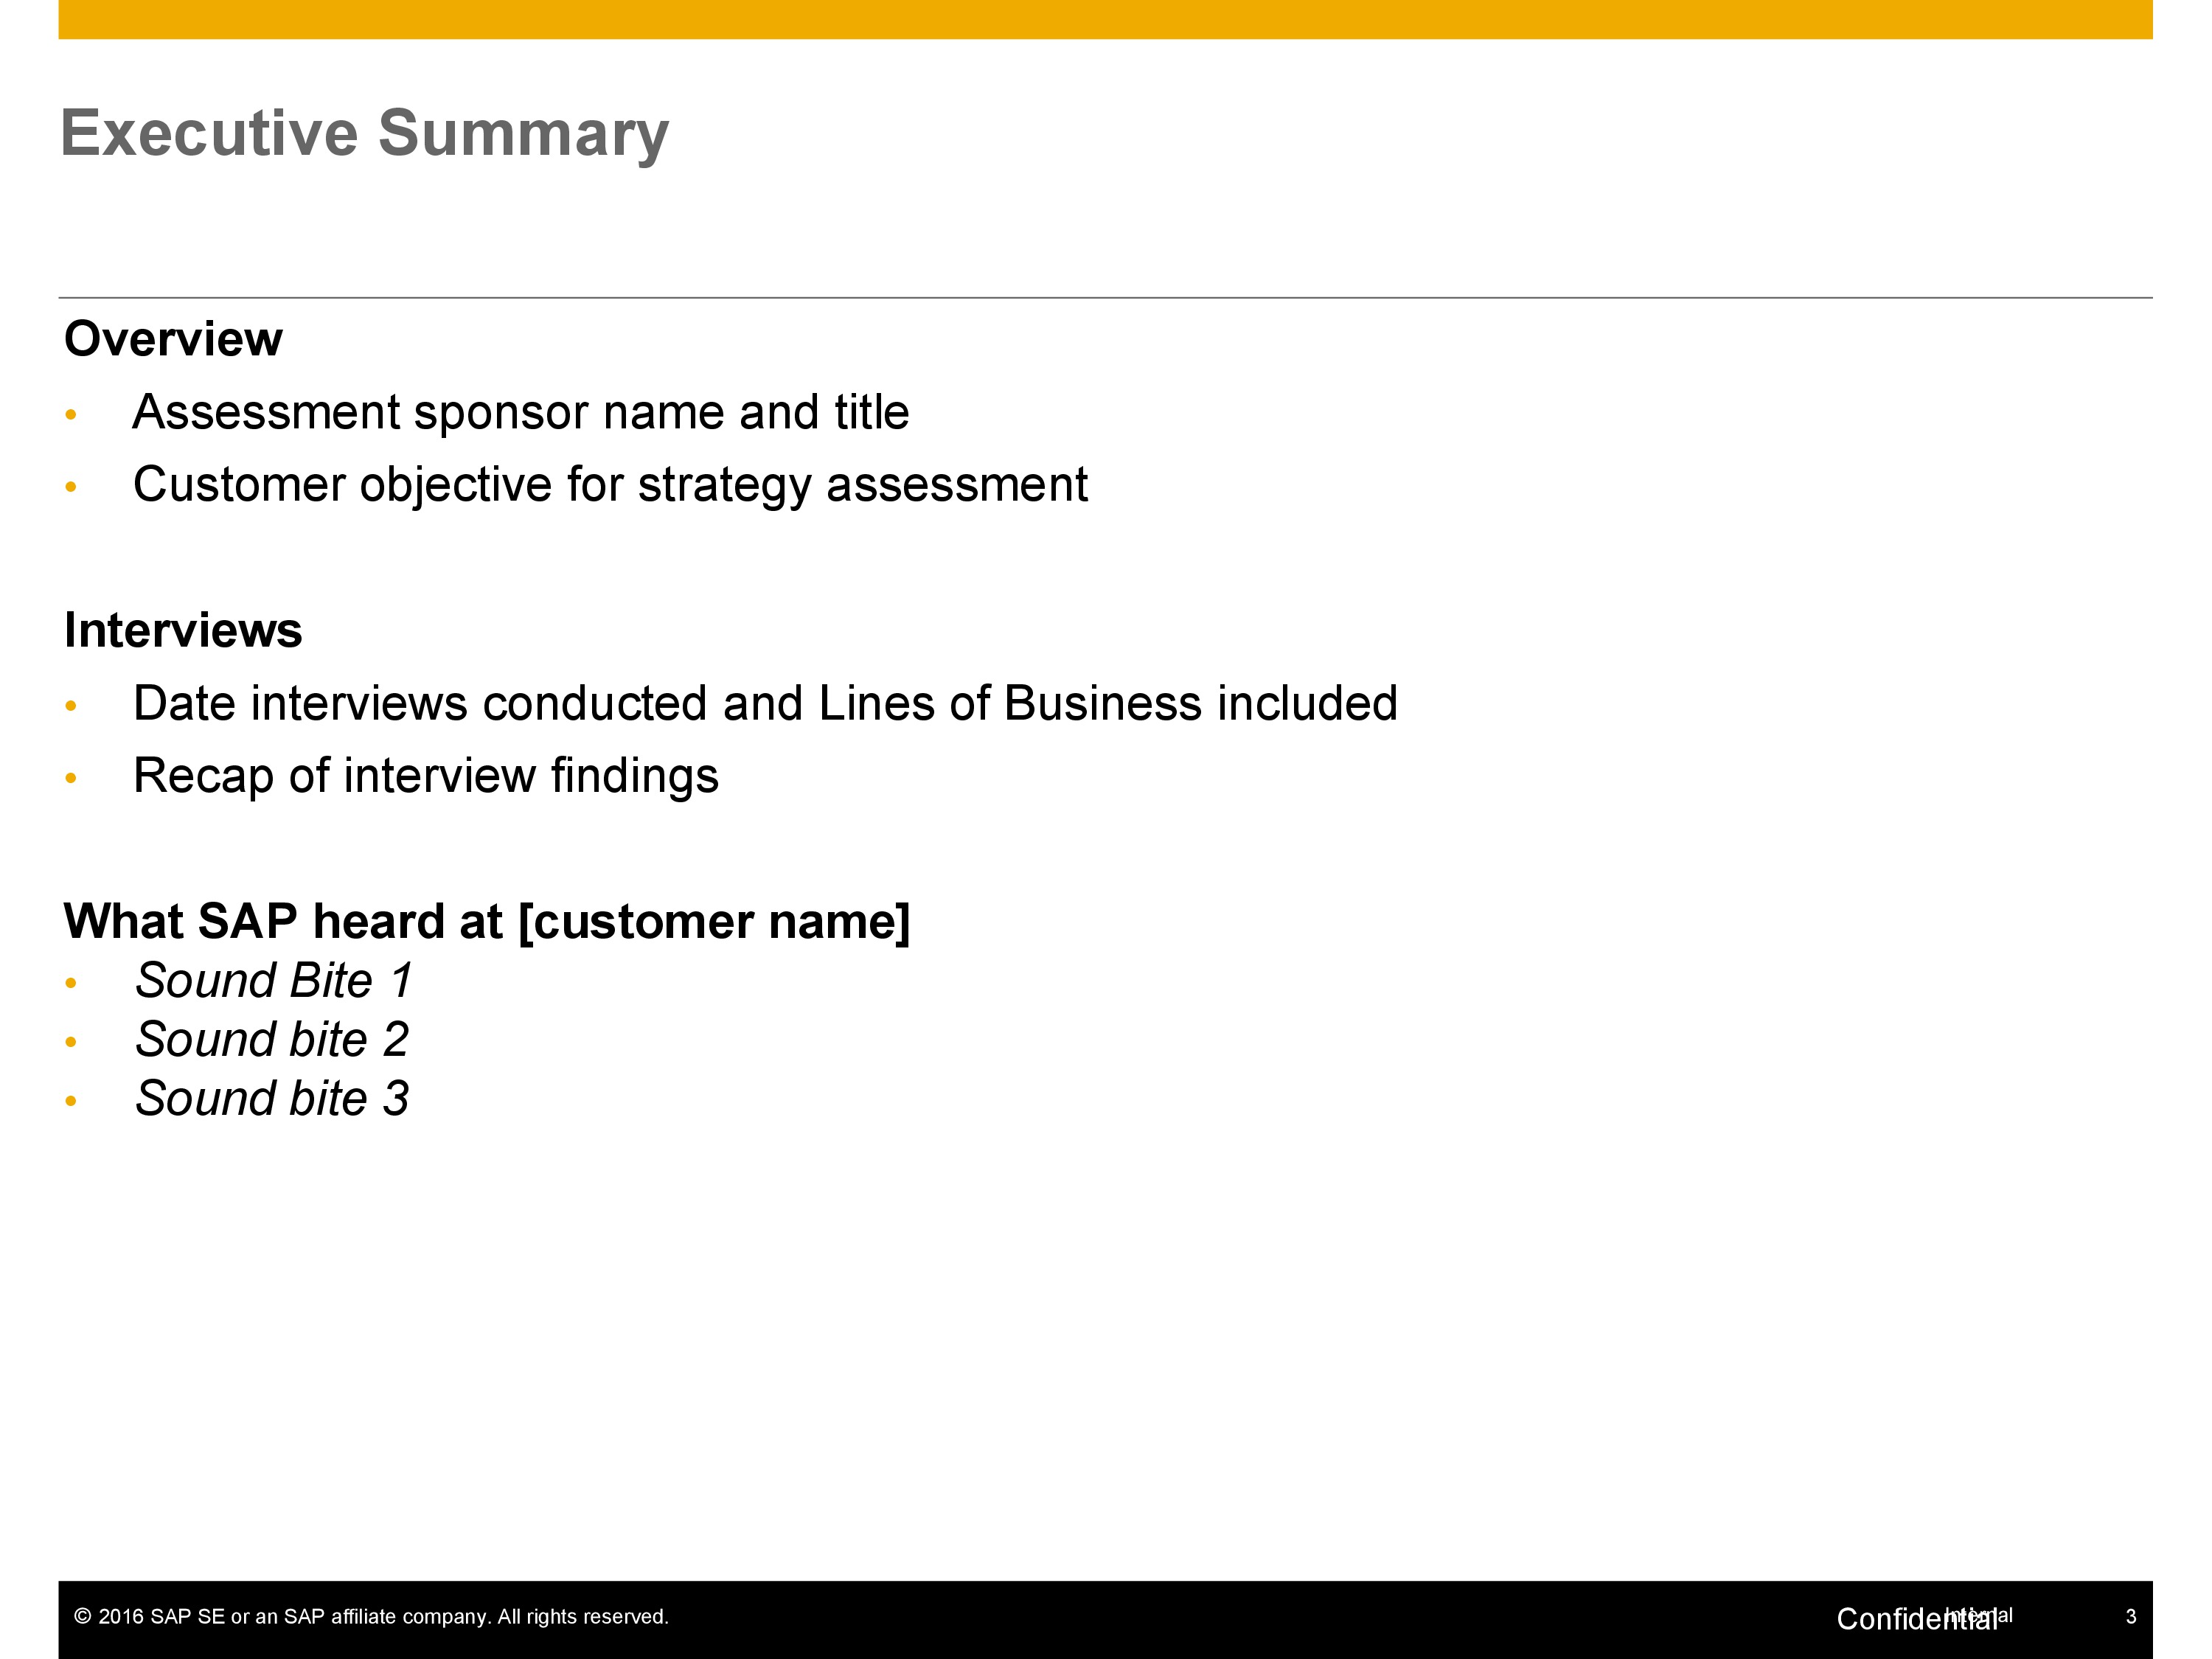 Executive Summary
Overview
• Assessment sponsor name and title
• Customer objective for strategy assessment
Interviews
• Date interviews conducted and Lines of Business included
• Recap of interview findings
What SAP heard at [customer name]
• Sound Bite 1
• Sound bite 2
• Sound bite 3
© 2016 SAP SE or an SAP affiliate company. All rights reserved.
Confidential
Internal
3